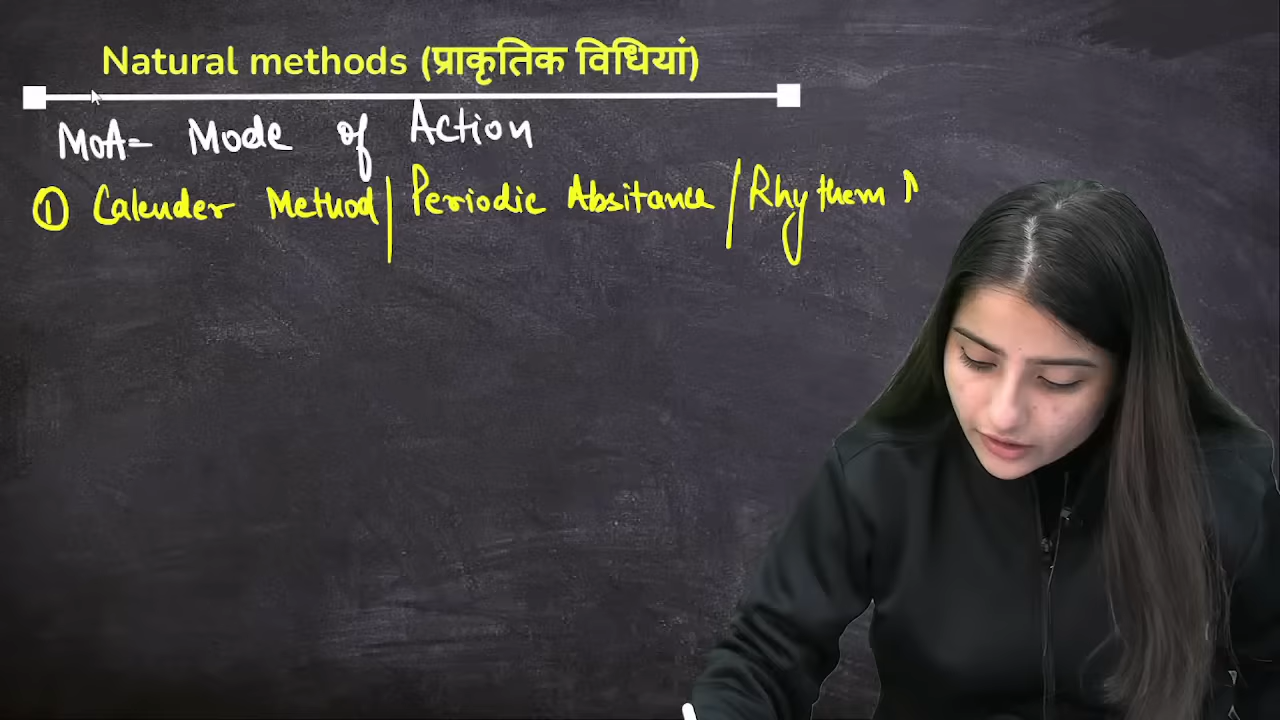 Natural methods (प्राकृतिक विधियां)
MOA= Mode of Action
① Calender Method / Periodic Absitance / Rhythem